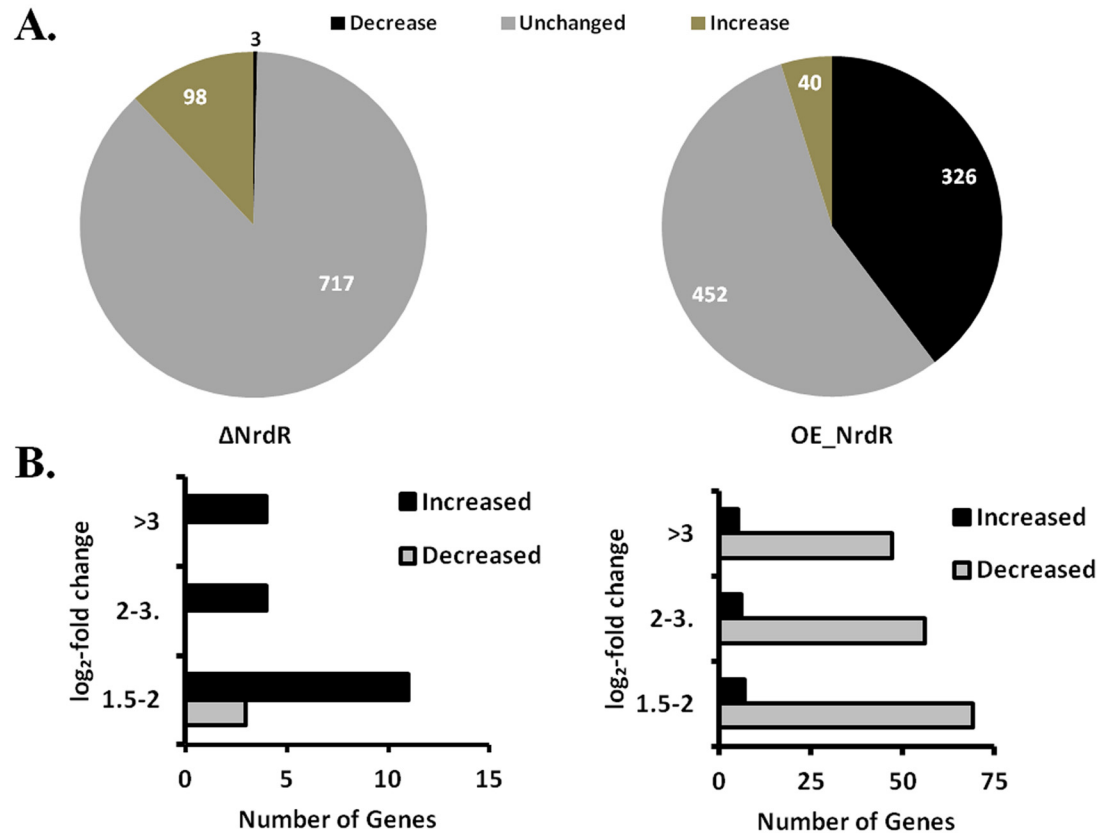 A.
Decrease Unchanged Increase
3
98
717
40
326
452
ΔNrdR
OE_NrdR
B.
log₂-fold change
>3
2-3.
1.5-2
Increased
Decreased
0 5 10 15
Number of Genes
log₂-fold change
>3
2-3.
1.5-2
Increased
Decreased
0 25 50 75
Number of Genes